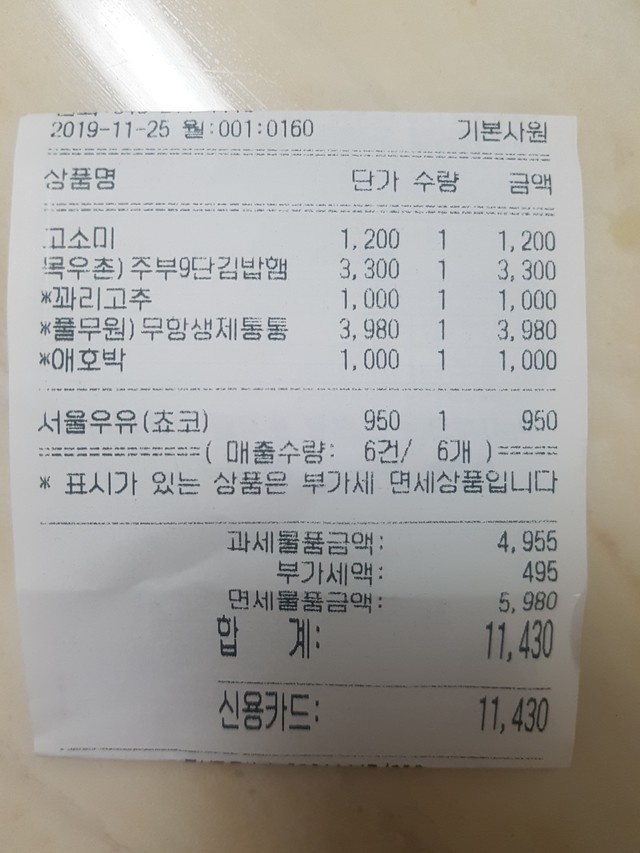 2019-11-25 월:001:0160 기본사원
상품명 단가 수량 금액
고소미 1,200 1 1,200
목우촌)주부9단김밥햄 3,300 1 3,300
*꽈리고추 1,000 1 1,000
*풀무원)무항생제통통 3,980 1 3,980
*애호박 1,000 1 1,000
서울우유(쵸코) 950 1 950
=============( 매출수량: 6건/ 6개 )=====
* 표시가 있는 상품은 부가세 면세상품입니다
과세물품금액: 4,955
부가세액: 495
면세물품금액: 5,980
합 계: 11,430
신용카드: 11,430